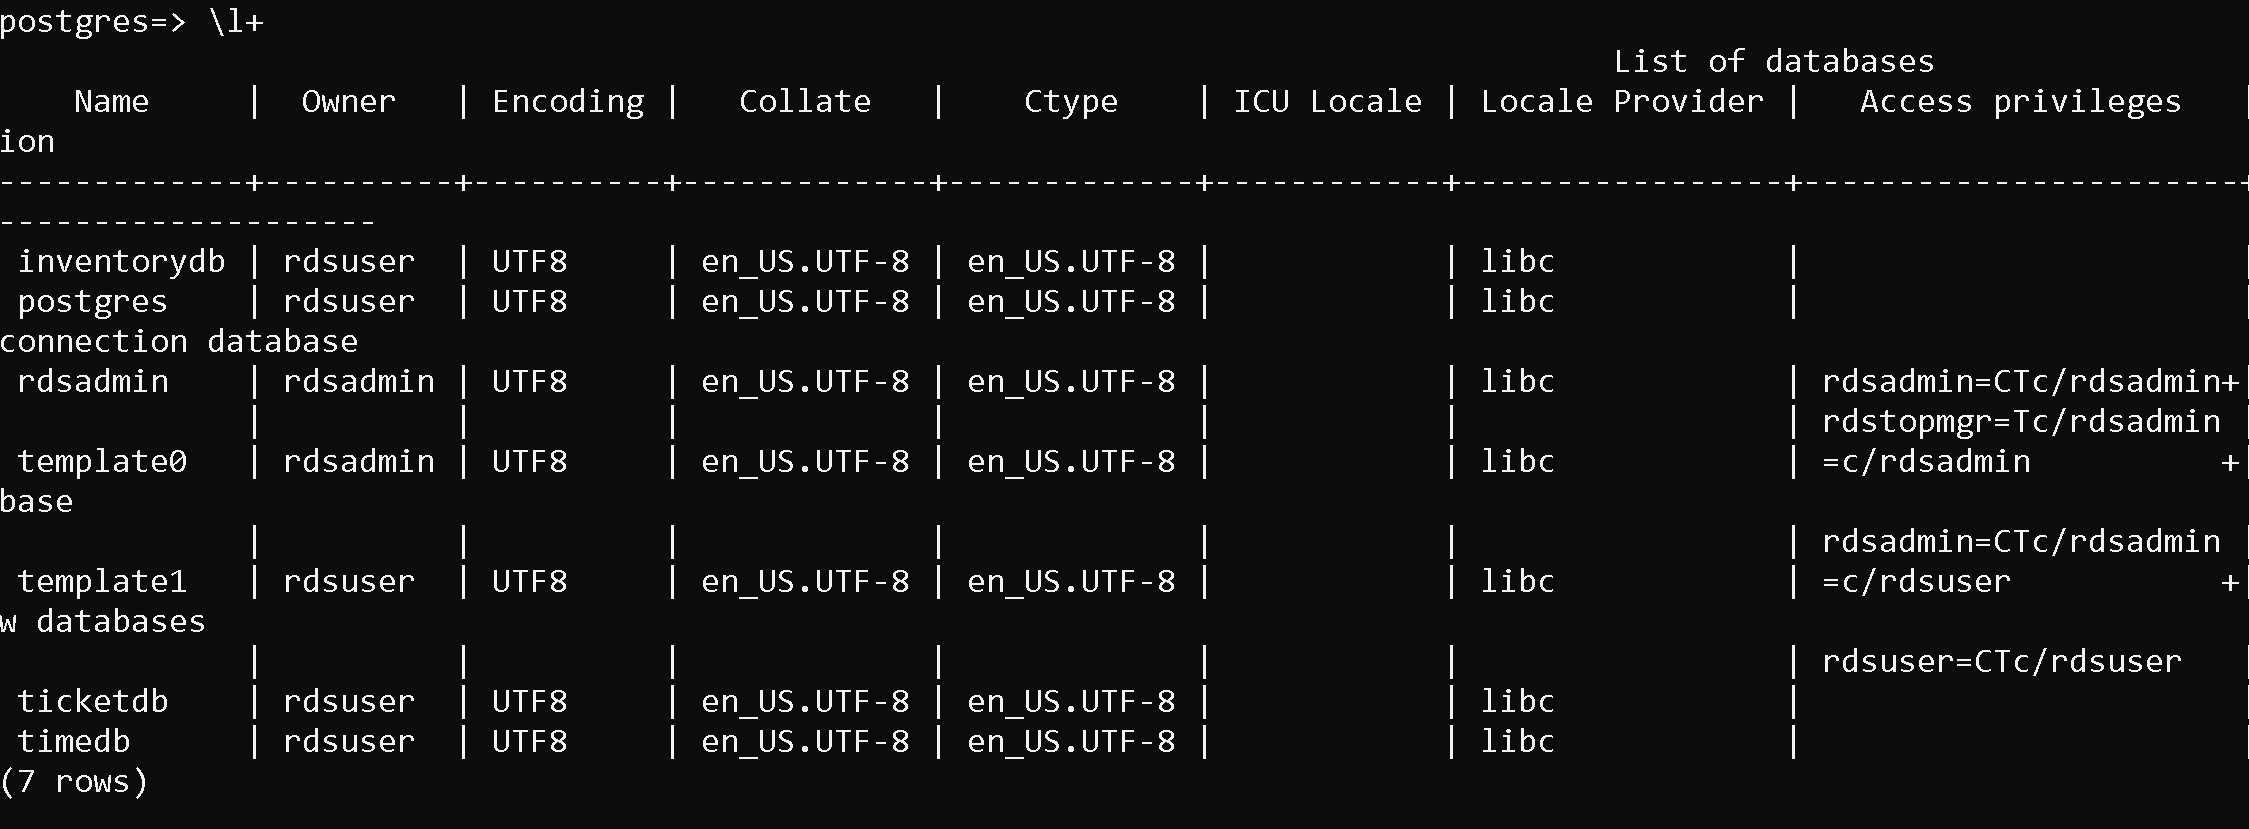 postgres=> \l+
                                                                                      List of databases
    Name     |  Owner   | Encoding |   Collate   |    Ctype    | ICU Locale | Locale Provider |   Access privileges   |
ion
-------------+----------+----------+-------------+-------------+------------+-----------------+-----------------------+
--------------------
 inventorydb | rdsuser  | UTF8     | en_US.UTF-8 | en_US.UTF-8 |            | libc            |                       |
 postgres    | rdsuser  | UTF8     | en_US.UTF-8 | en_US.UTF-8 |            | libc            |                       |
connection database
 rdsadmin    | rdsadmin | UTF8     | en_US.UTF-8 | en_US.UTF-8 |            | libc            | rdsadmin=CTc/rdsadmin+|
             |          |          |             |             |            |                 | rdstopmgr=Tc/rdsadmin |
 template0   | rdsadmin | UTF8     | en_US.UTF-8 | en_US.UTF-8 |            | libc            | =c/rdsadmin          +|
base
             |          |          |             |             |            |                 | rdsadmin=CTc/rdsadmin |
 template1   | rdsuser  | UTF8     | en_US.UTF-8 | en_US.UTF-8 |            | libc            | =c/rdsuser           +|
w databases
             |          |          |             |             |            |                 | rdsuser=CTc/rdsuser   |
 ticketdb    | rdsuser  | UTF8     | en_US.UTF-8 | en_US.UTF-8 |            | libc            |                       |
 timedb      | rdsuser  | UTF8     | en_US.UTF-8 | en_US.UTF-8 |            | libc            |                       |
(7 rows)